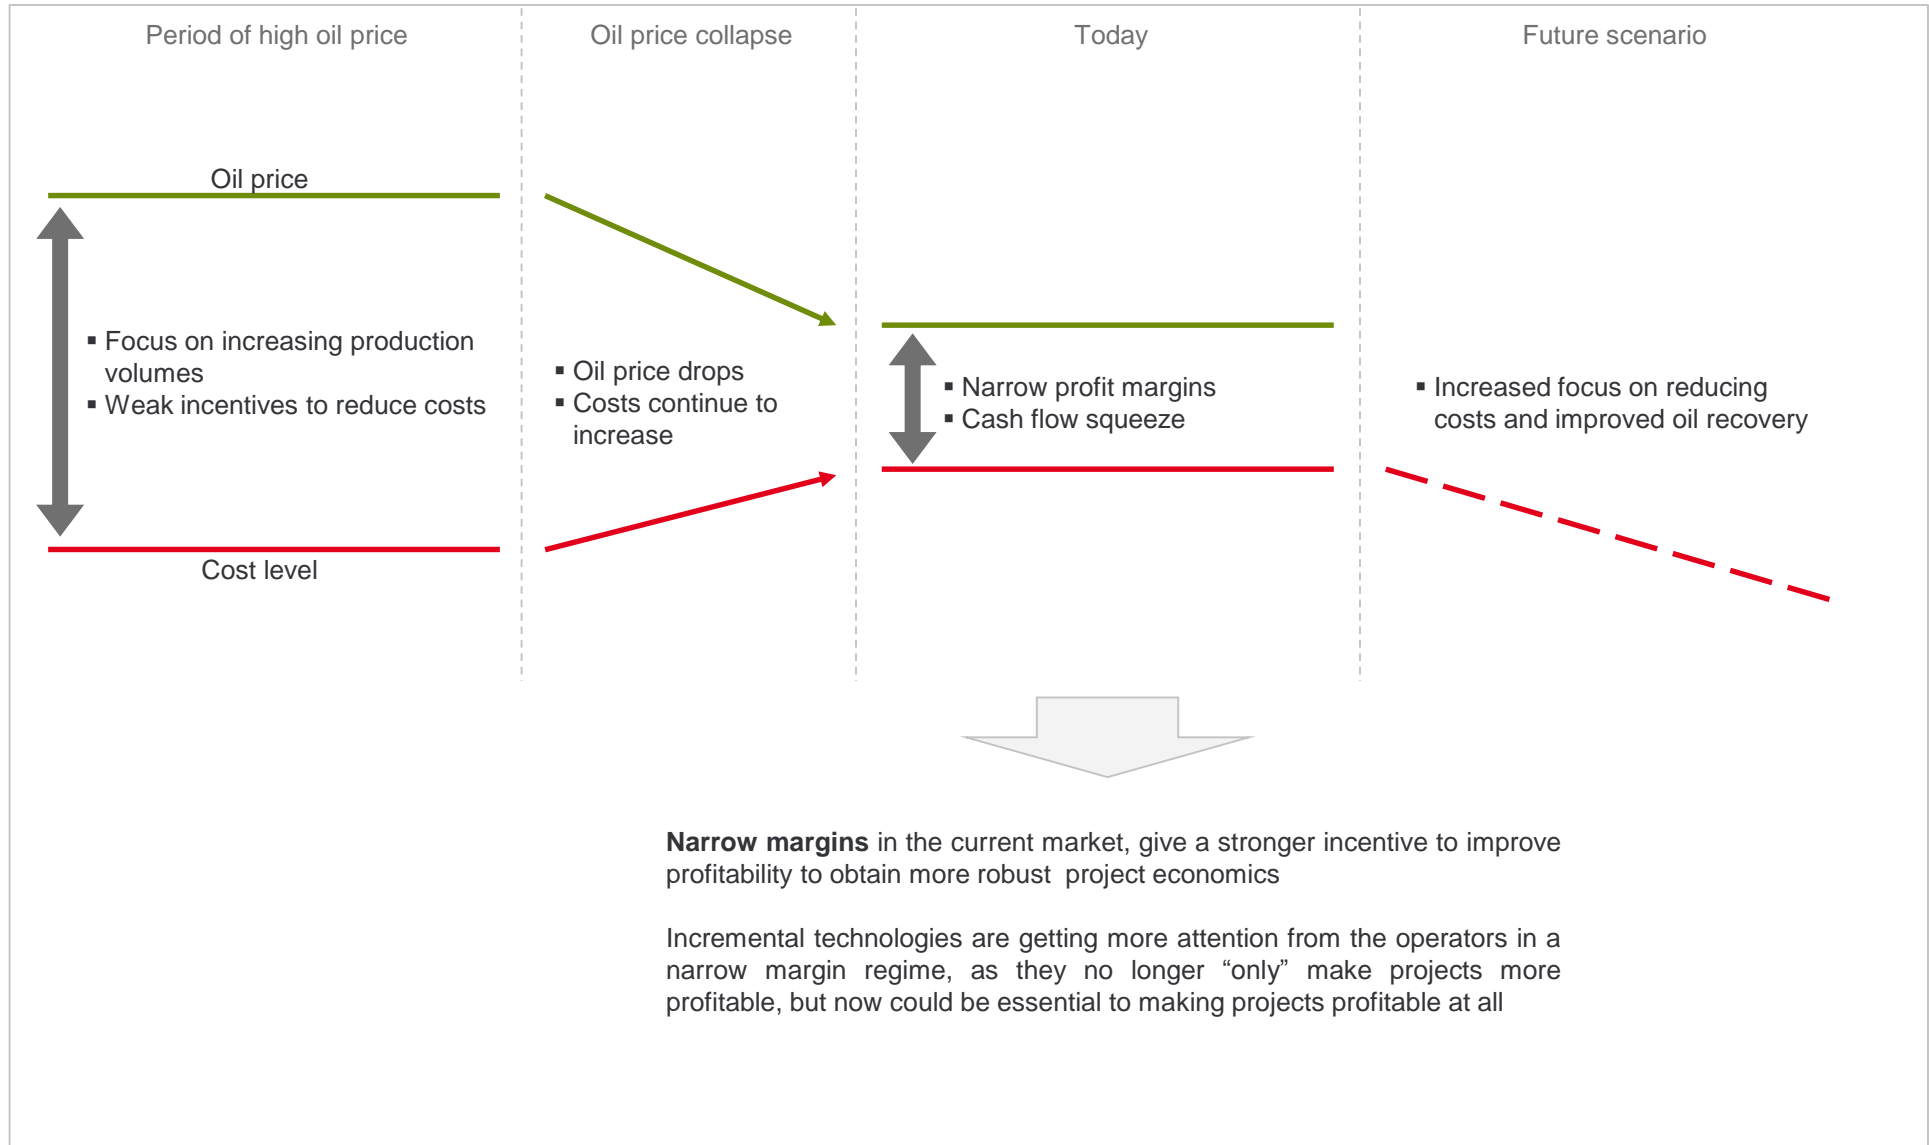 Period of high oil price
Oil price collapse
Today
Future scenario
Oil price
▪ Focus on increasing production
volumes
▪ Weak incentives to reduce costs
Cost level
▪ Oil price drops
▪ Costs continue to
increase
▪ Narrow profit margins
▪ Cash flow squeeze
▪ Increased focus on reducing
costs and improved oil recovery
Narrow margins in the current market, give a stronger incentive to improve
profitability to obtain more robust  project economics
Incremental technologies are getting more attention from the operators in a
narrow margin regime, as they no longer “only” make projects more
profitable, but now could be essential to making projects profitable at all